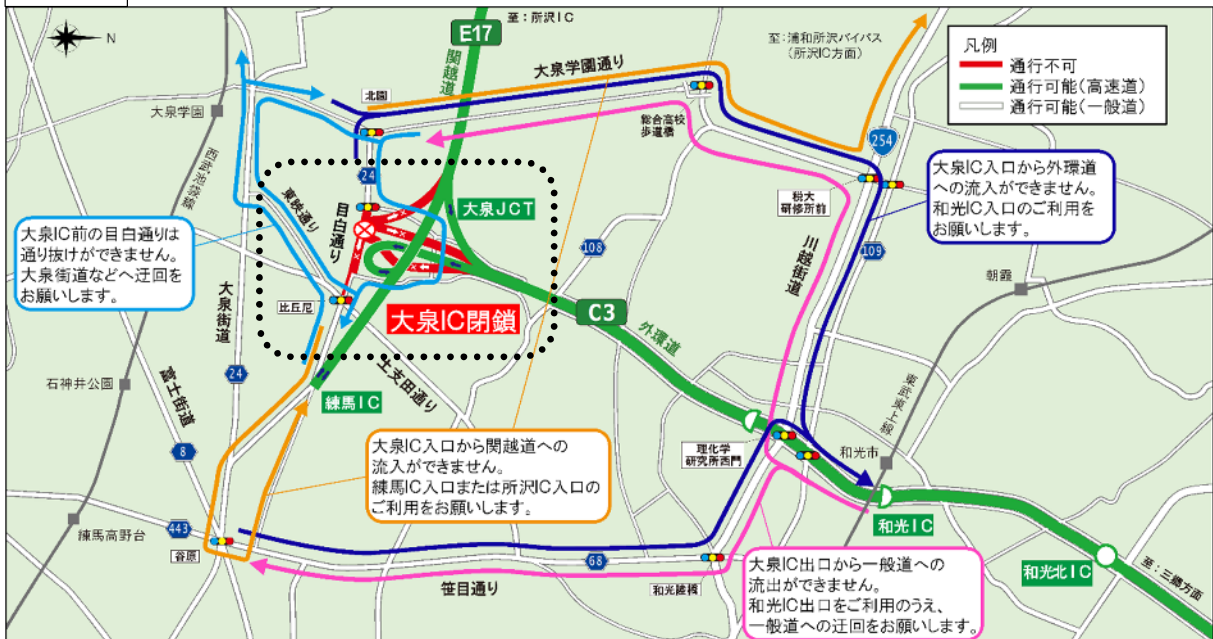 至：所沢IC
N
E17
関越道
大泉学園通り
至：浦和所沢バイパス
（所沢IC方面）
凡例
通行不可
通行可能（高速道）
通行可能（一般道）
北園
大泉学園
西武池袋線
総合高校
歩道橋
254
24
東映通り
目白通り
大泉JCT
税大
研修所前
大泉IC入口から外環道
への流入ができません。
和光IC入口のご利用を
お願いします。
大泉IC前の目白通りは
通り抜けができません。
大泉街道などへ迂回を
お願いします。
108
109
川越街道
朝霞
大泉街道
比丘尼
大泉IC閉鎖
C3
外環道
石神井公園
24
富士街道
練馬IC
土支田通り
東武東上線
8
大泉IC入口から関越道への
流入ができません。
練馬IC入口または所沢IC入口の
ご利用をお願いします。
理化学
研究所西門
和光市
和光IC
練馬高野台
443
谷原
68
笹目通り
和光陸橋
大泉IC出口から一般道への
流出ができません。
和光IC出口をご利用のうえ、
一般道への迂回をお願いします。
和光北IC
至：三郷方面